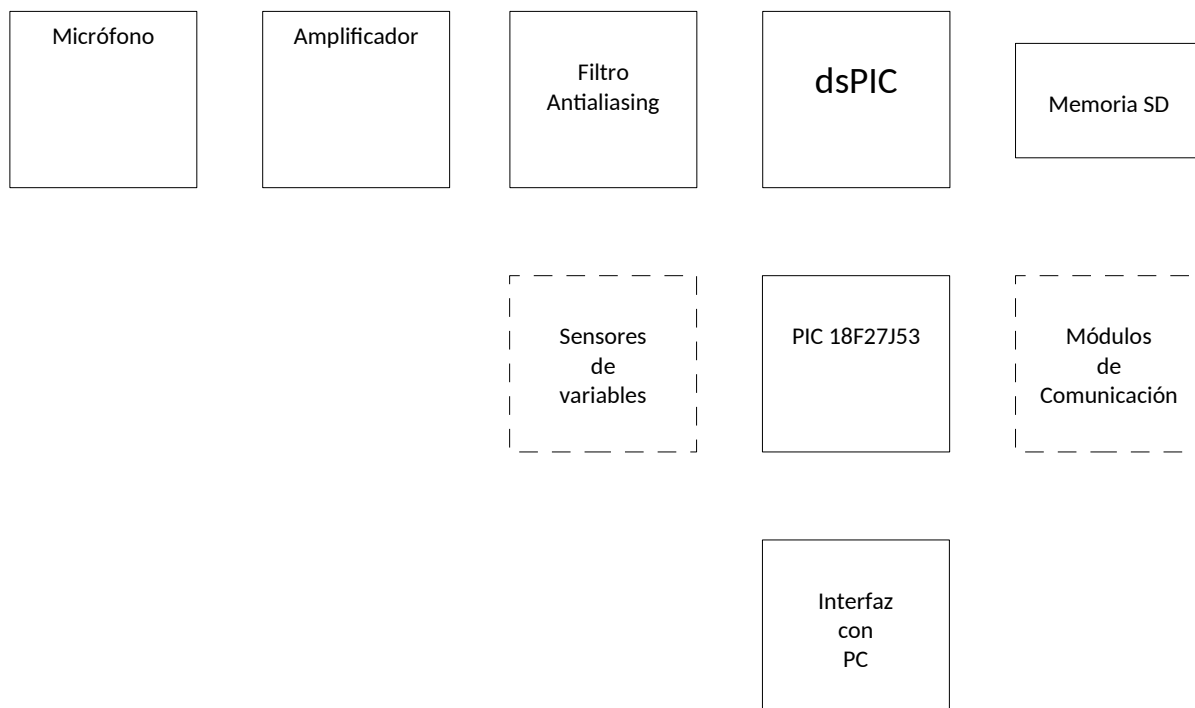 Micrófono
Amplificador
Filtro
Antialiasing
dsPIC
Memoria SD
Sensores
de
variables
PIC 18F27J53
Módulos
de
Comunicación
Interfaz
con
PC